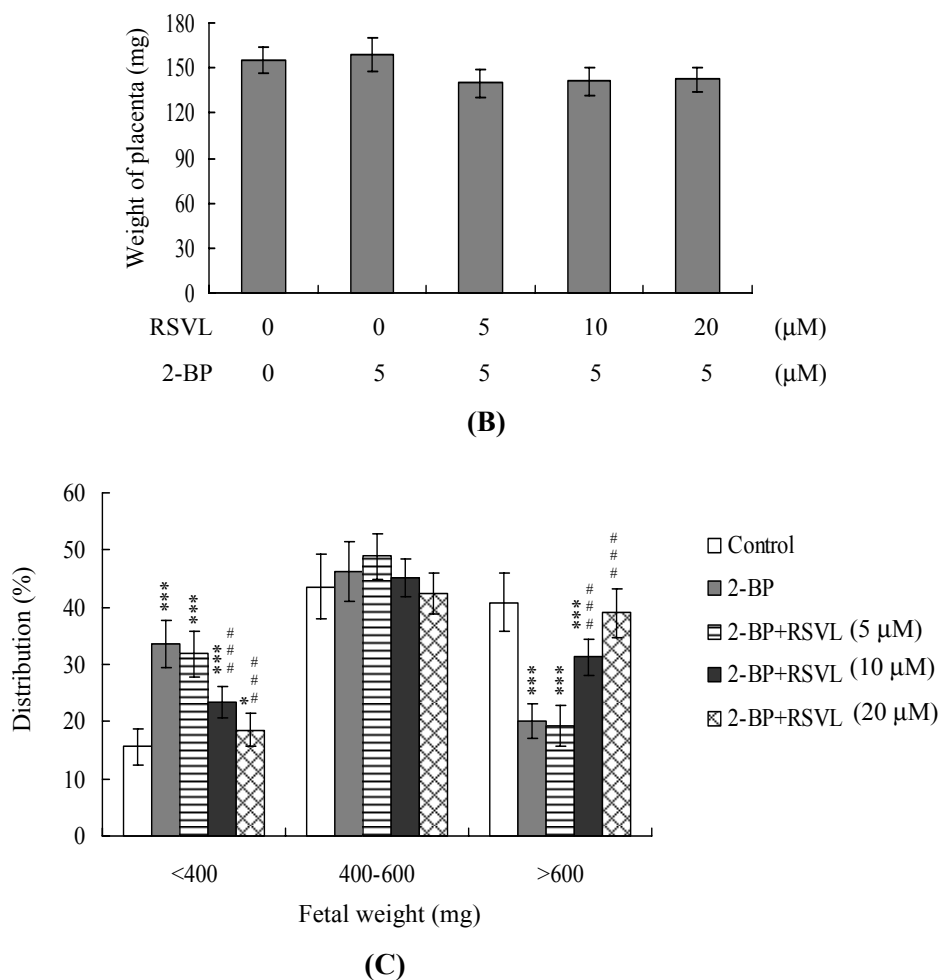 180
150
120
90
60
30
0
Weight of placenta (mg)
RSVL 0 0 5 10 20 (μM)
2-BP 0 5 5 5 5 (μM)
(B)
60
50
40
30
20
10
0
Distribution (%)
*** *** *** ### * ###
*** *** *** ### ###
<400 400-600 >600
Fetal weight (mg)
Control
2-BP
2-BP+RSVL (5 μM)
2-BP+RSVL (10 μM)
2-BP+RSVL (20 μM)
(C)